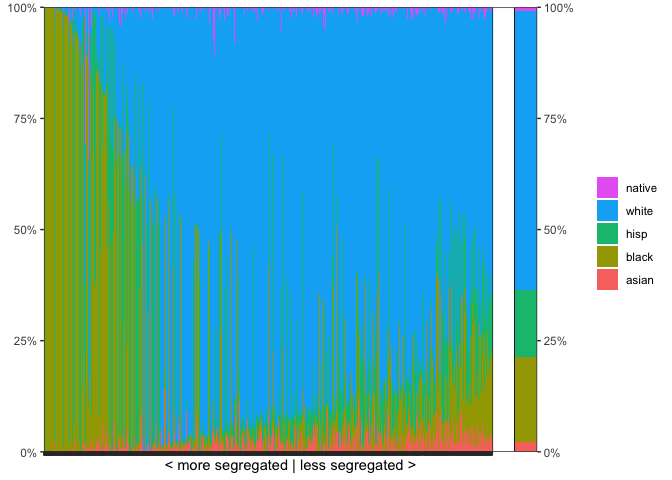 100%
75%
50%
25%
0%
100%
75%
50%
25%
0%
native
white
hisp
black
asian
< more segregated | less segregated >